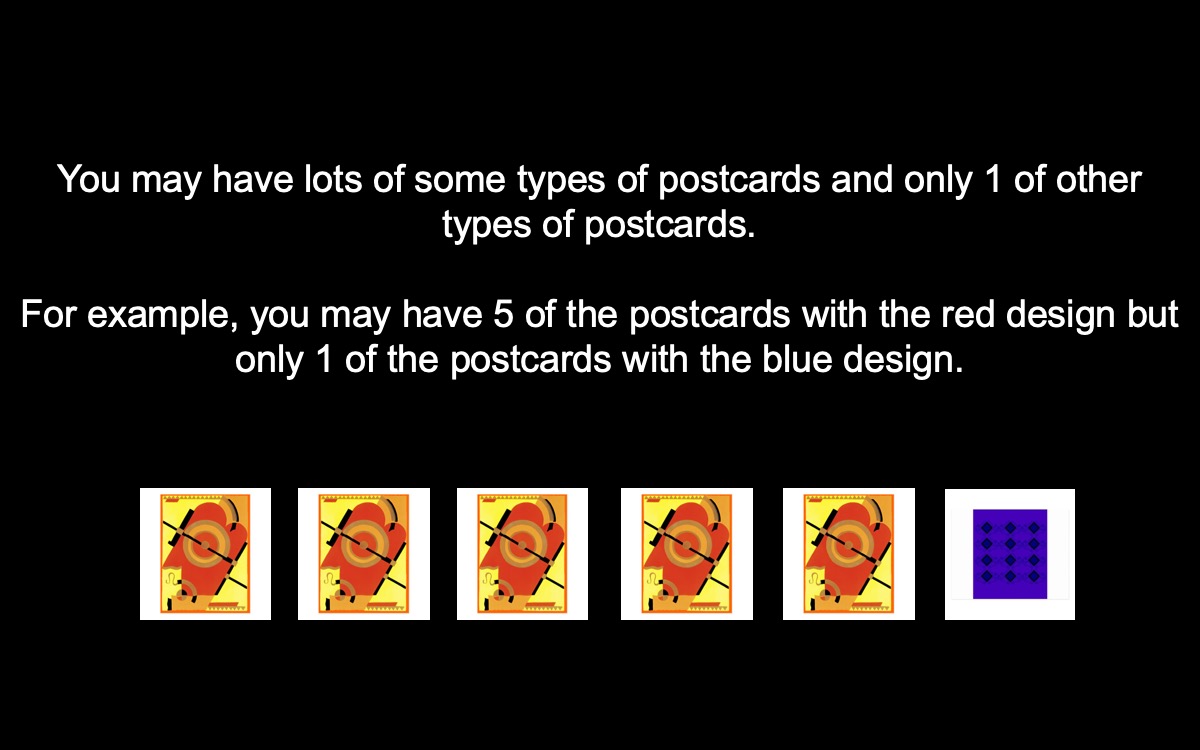 You may have lots of some types of postcards and only 1 of other
types of postcards.
For example, you may have 5 of the postcards with the red design but
only 1 of the postcards with the blue design.